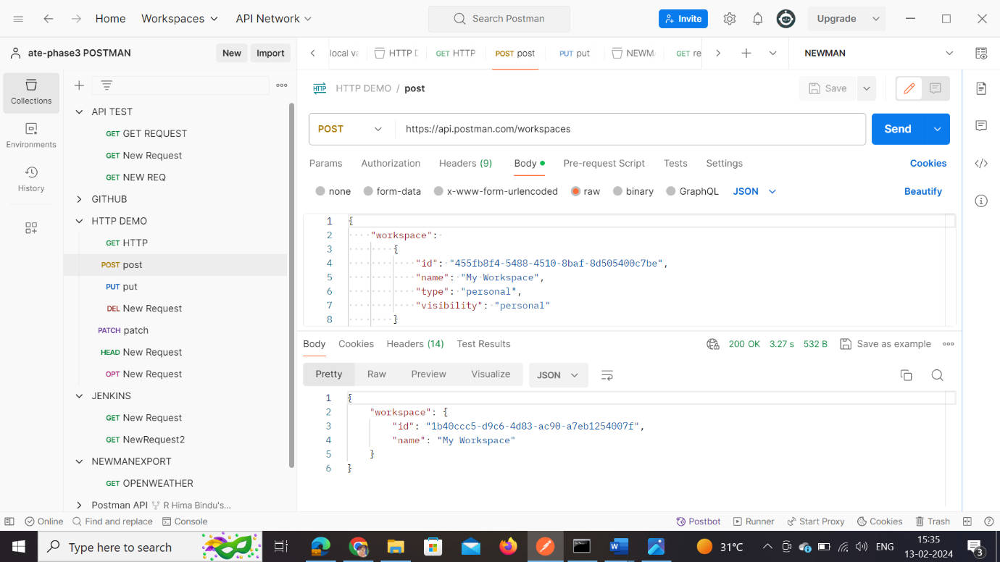 Home Workspaces API Network Search Postman Invite Upgrade
ate-phase3 POSTMAN New Import
local va HTTP D GET HTTP POST post PUT put NEWM GET re NEWMAN
Collections
Environments
History
API TEST
GET GET REQUEST
GET New Request
GET NEW REQ
GITHUB
HTTP DEMO
GET HTTP
POST post
PUT put
DEL New Request
PATCH patch
HEAD New Request
OPT New Request
JENKINS
GET New Request
GET NewRequest2
NEWMANEXPORT
GET OPENWEATHER
Postman API R Hima Bindu's...
HTTP HTTP DEMO / post Save
POST https://api.postman.com/workspaces Send
Params Authorization Headers (9) Body Pre-request Script Tests Settings Cookies
none form-data x-www-form-urlencoded raw binary GraphQL JSON Beautify
1 {
2 "workspace":
3 {
4 "id": "455fb8f4-5488-4510-8baf-8d505400c7be",
5 "name": "My Workspace",
6 "type": "personal",
7 "visibility": "personal"
8 }
Body Cookies Headers (14) Test Results 200 OK 3.27 s 532 B Save as example
Pretty Raw Preview Visualize JSON
1 {
2 "workspace": {
3 "id": "1b40ccc5-d9c6-4d83-ac90-a7eb1254007f",
4 "name": "My Workspace"
5 }
6 }
Online Find and replace Console Postbot Runner Start Proxy Cookies Trash
Type here to search 31°C ENG 15:35
13-02-2024 3